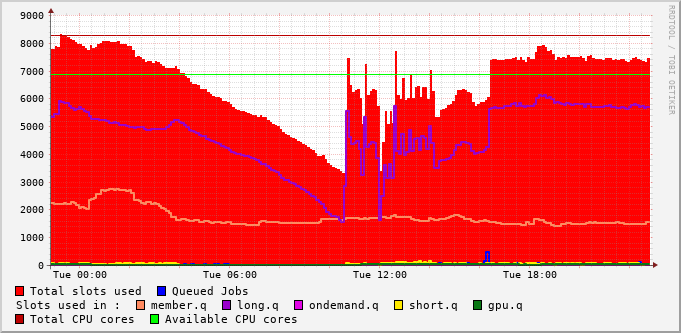 9000
8000
7000
6000
5000
4000
3000
2000
1000
0
Tue 00:00 Tue 06:00 Tue 12:00 Tue 18:00
RRDTOOL / TOBI OETIKER
Total slots used Queued Jobs
Slots used in : member.q long.q ondemand.q short.q gpu.q
Total CPU cores Available CPU cores